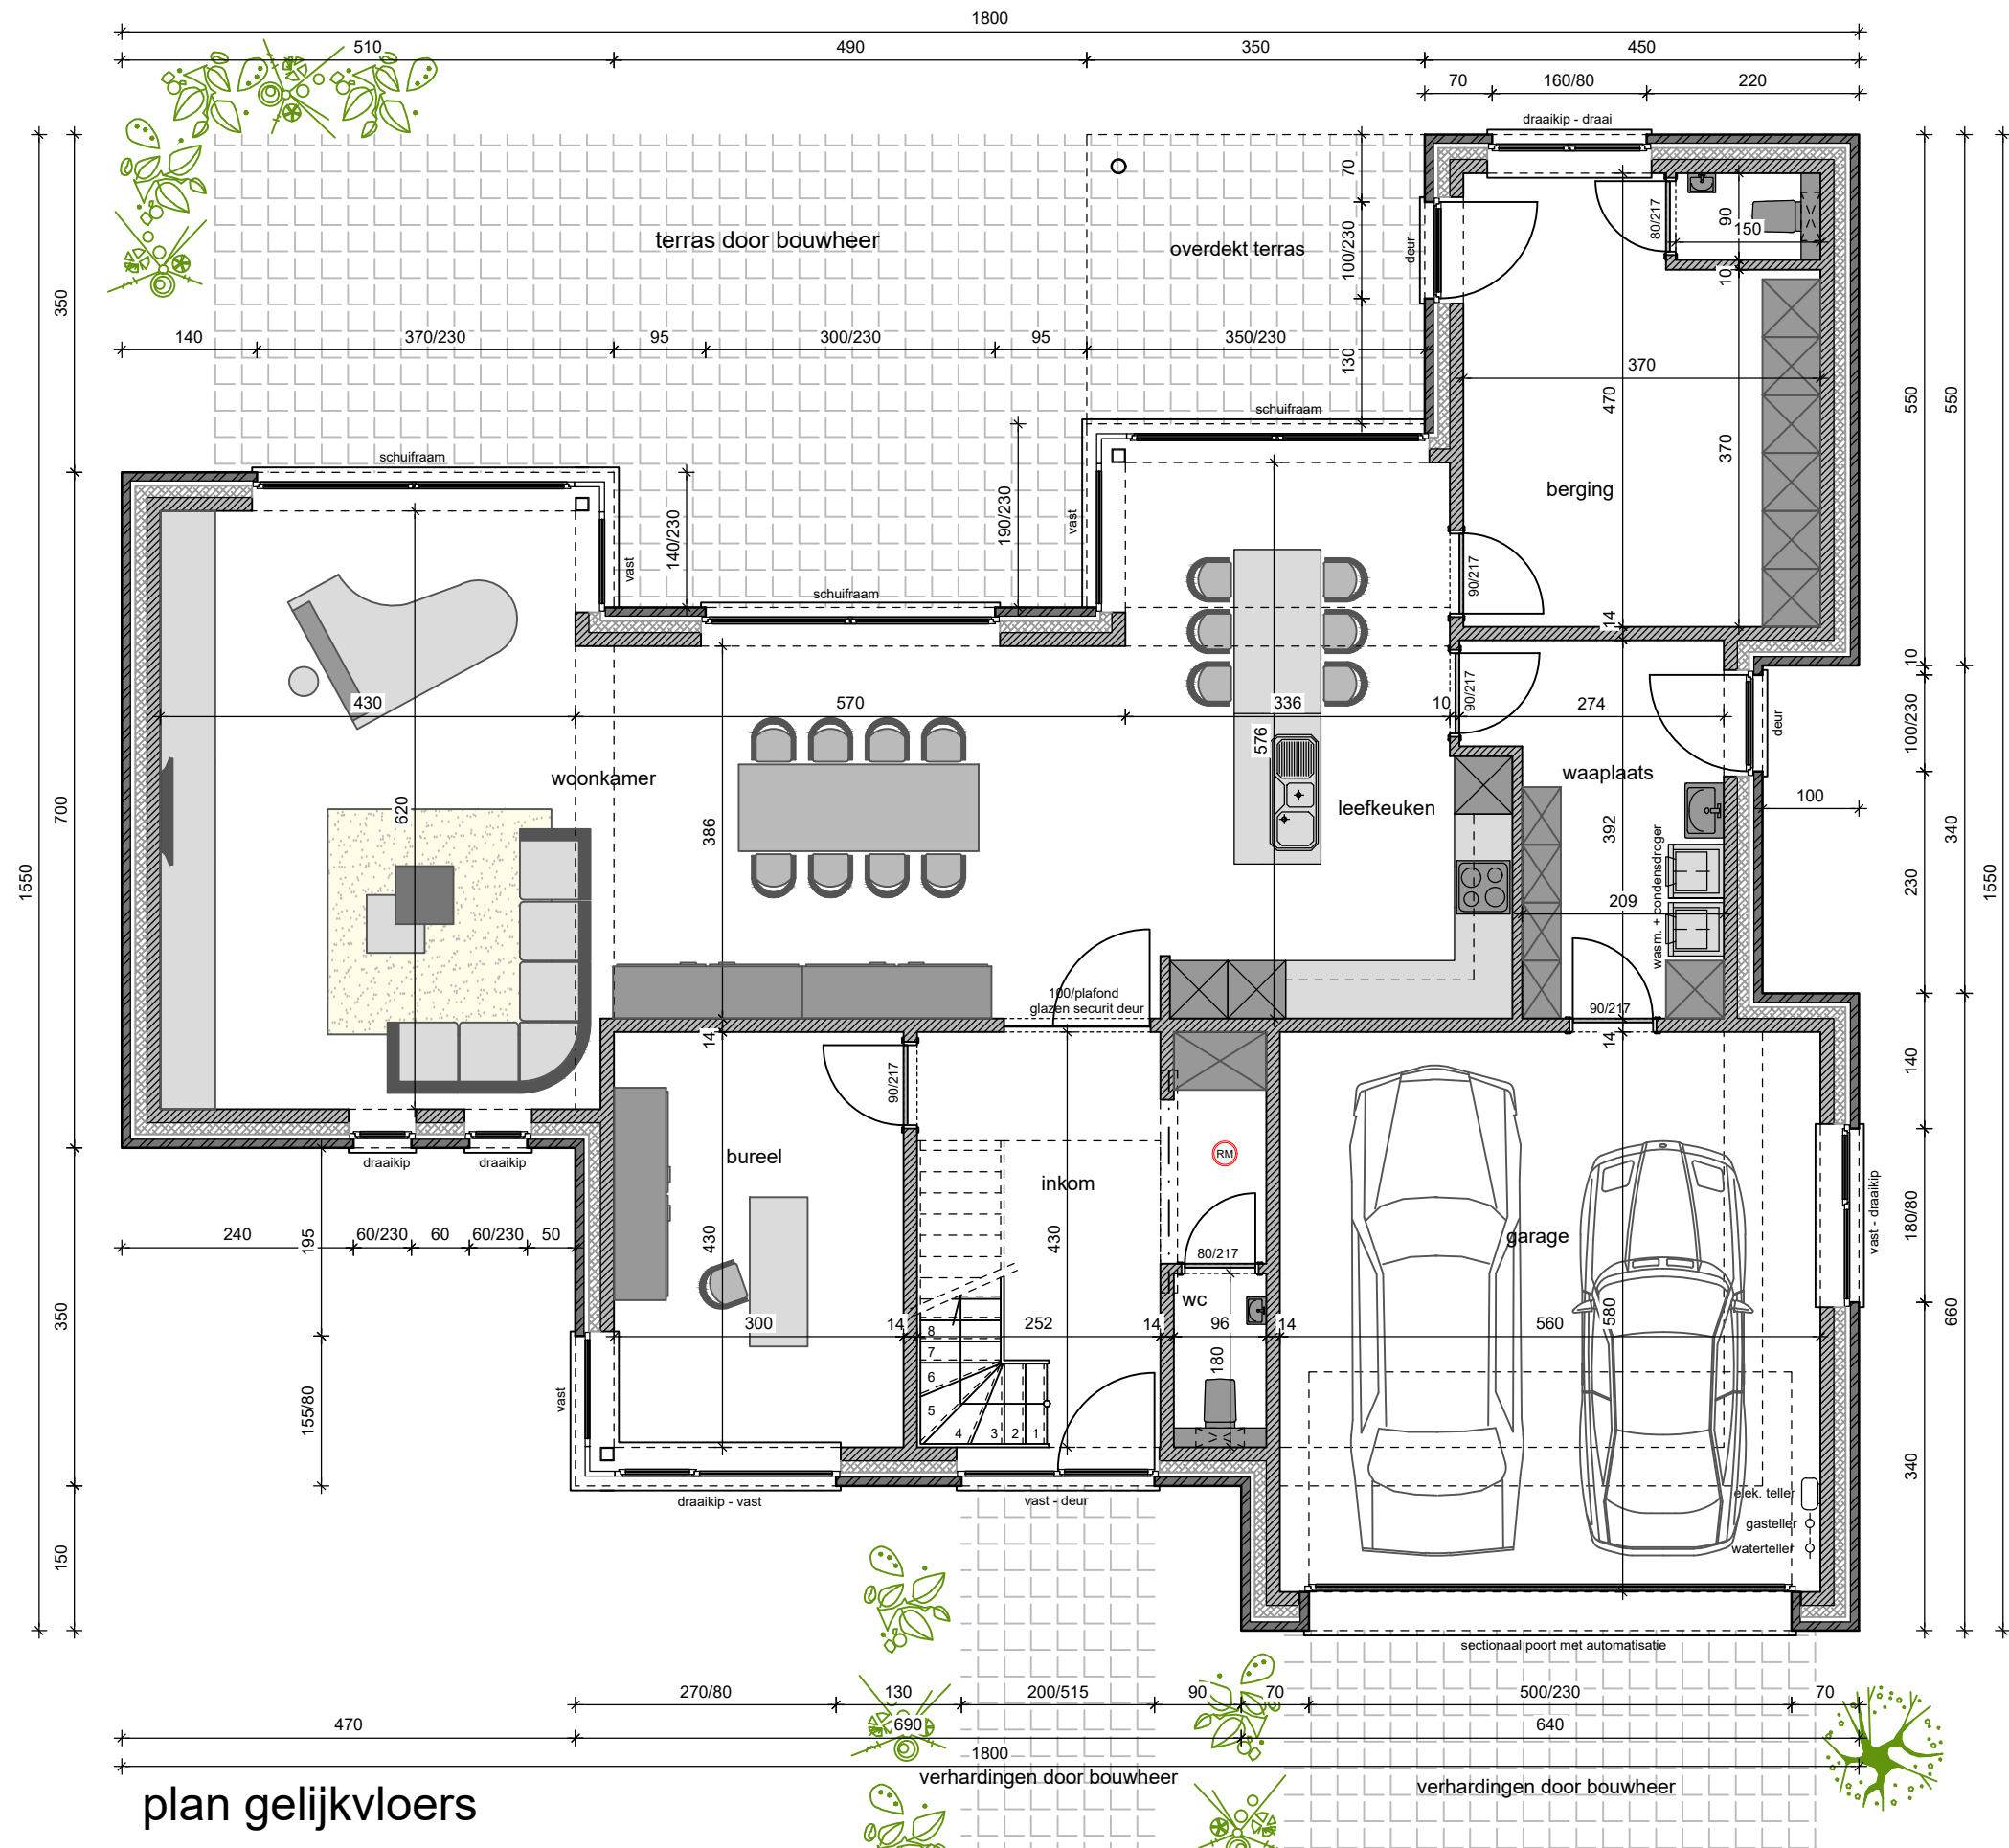 1800
510 490 350 450
70 160/80 220
draaikip - draai
70
80/217
90
150
terras door bouwheer
overdekt terras
deur
100/230
10
350
550
550
140 370/230 95 300/230 95 350/230
130
370
470
370
schuifraam
schuifraam
190/230
140/230
vast
vast
berging
schuifraam
90/217
14
10
430 570 336 10 90/217 274
100/230
deur
576
woonkamer
waaplaats
leefkeuken
100
700
620
386
392
340
1550
230
1550
wasm. + condensdroger
209
100/plafond
glazen securit deur
90/217
14
14
90/217
140
bureel
RM
draaikip draaikip
inkom
vast - draaikip
180/80
240 60/230 60 60/230 50
195
430
430
80/217
garage
wc
580
350
660
300 14 252 14 96 14 560
8
7
6
5
4 3 2 1
180
155/80
vast
340
elek. teller
draaikip - vast
vast - deur
gasteller
waterteller
150
sectionaal poort met automatisatie
270/80 130 200/515 90 70 500/230 70
470 690 640
1800
verhardingen door bouwheer
verhardingen door bouwheer
plan gelijkvloers